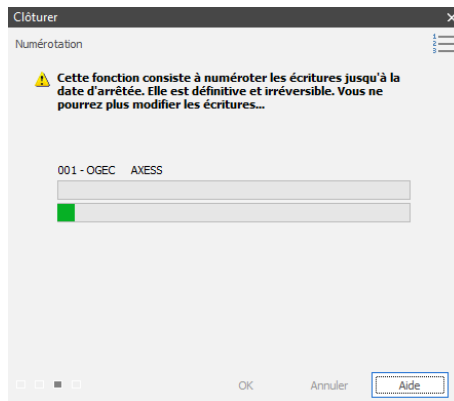 Clôturer
Numérotation
Cette fonction consiste à numéroter les écritures jusqu'à la
date d'arrêtée. Elle est définitive et irréversible. Vous ne
pourrez plus modifier les écritures...
001 - OGEC AXESS
OK Annuler Aide